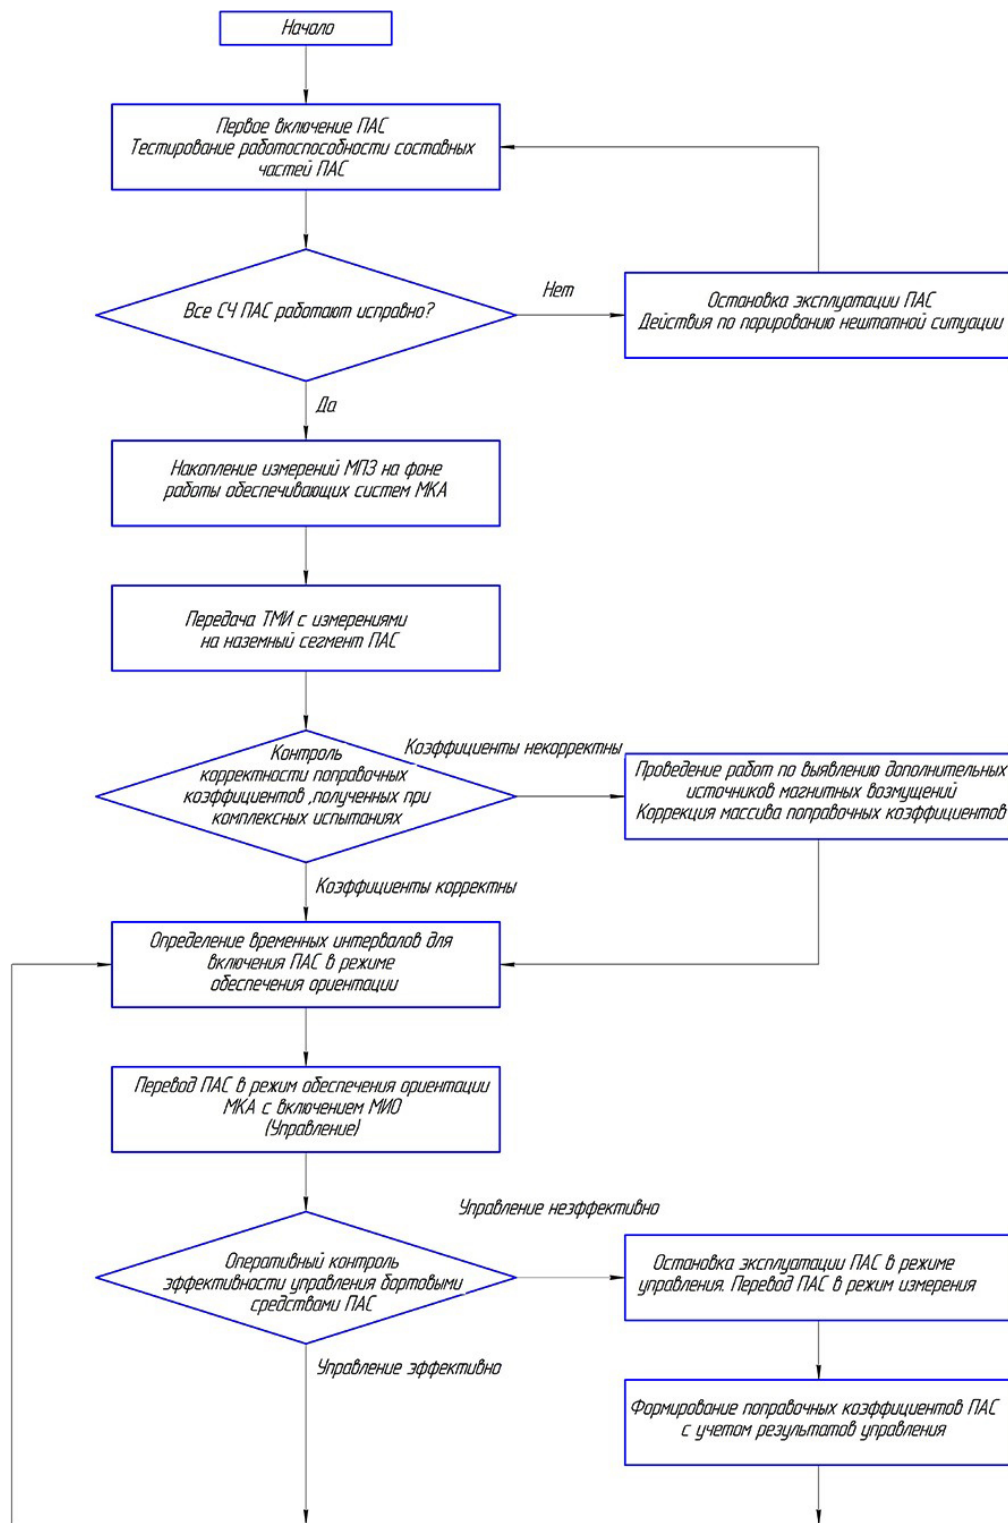 Начало
Первое включение ПАС
Тестирование работоспособности составных
частей ПАС
Все СЧ ПАС работают исправно?
Нет
Остановка эксплуатации ПАС
Действия по парированию нештатной ситуации
Да
Накопление измерений МПЗ на фоне
работы обеспечивающих систем МКА
Передача ТМИ с измерениями
на наземный сегмент ПАС
Контроль
корректности поправочных
коэффициентов ,полученных при
комплексных испытаниях
Коэффициенты некорректны
Проведение работ по выявлению дополнительных
источников магнитных возмущений
Коррекция массива поправочных коэффициентов
Коэффициенты корректны
Определение временных интервалов для
включения ПАС в режиме
обеспечения ориентации
Перевод ПАС в режим обеспечения ориентации
МКА с включением МИО
(Управление)
Управление неэффективно
Оперативный контроль
эффективности управления бортовыми
средствами ПАС
Остановка эксплуатации ПАС в режиме
управления. Перевод ПАС в режим измерения
Управление эффективно
Формирование поправочных коэффициентов ПАС
с учетом результатов управления